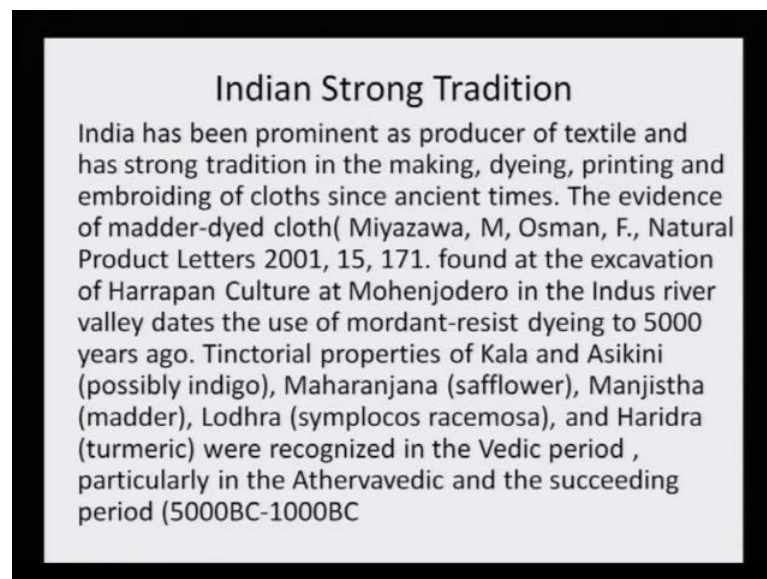 Indian Strong Tradition
India has been prominent as producer of textile and
has strong tradition in the making, dyeing, printing and
embroiding of cloths since ancient times. The evidence
of madder-dyed cloth( Miyazawa, M, Osman, F., Natural
Product Letters 2001, 15, 171. found at the excavation
of Harrapan Culture at Mohenjodero in the Indus river
valley dates the use of mordant-resist dyeing to 5000
years ago. Tinctorial properties of Kala and Asikini
(possibly indigo), Maharanjana (safflower), Manjistha
(madder), Lodhra (symplocos racemosa), and Haridra
(turmeric) were recognized in the Vedic period ,
particularly in the Athervavedic and the succeeding
period (5000BC-1000BC